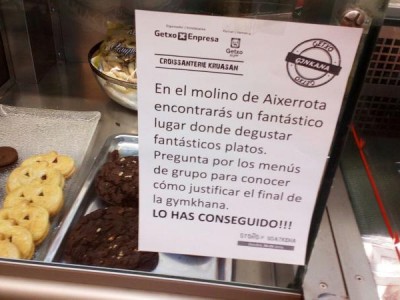 Getxo Enpresa
Getxo
CROISSANTERIE KRUASAN
GETXO
GINKANA
GETXO
En el molino de Aixerrota
encontrarás un fantástico
lugar donde degustar
fantásticos platos.
Pregunta por los menús
de grupo para conocer
cómo justificar el final de
la gymkhana.
LO HAS CONSEGUIDO!!!